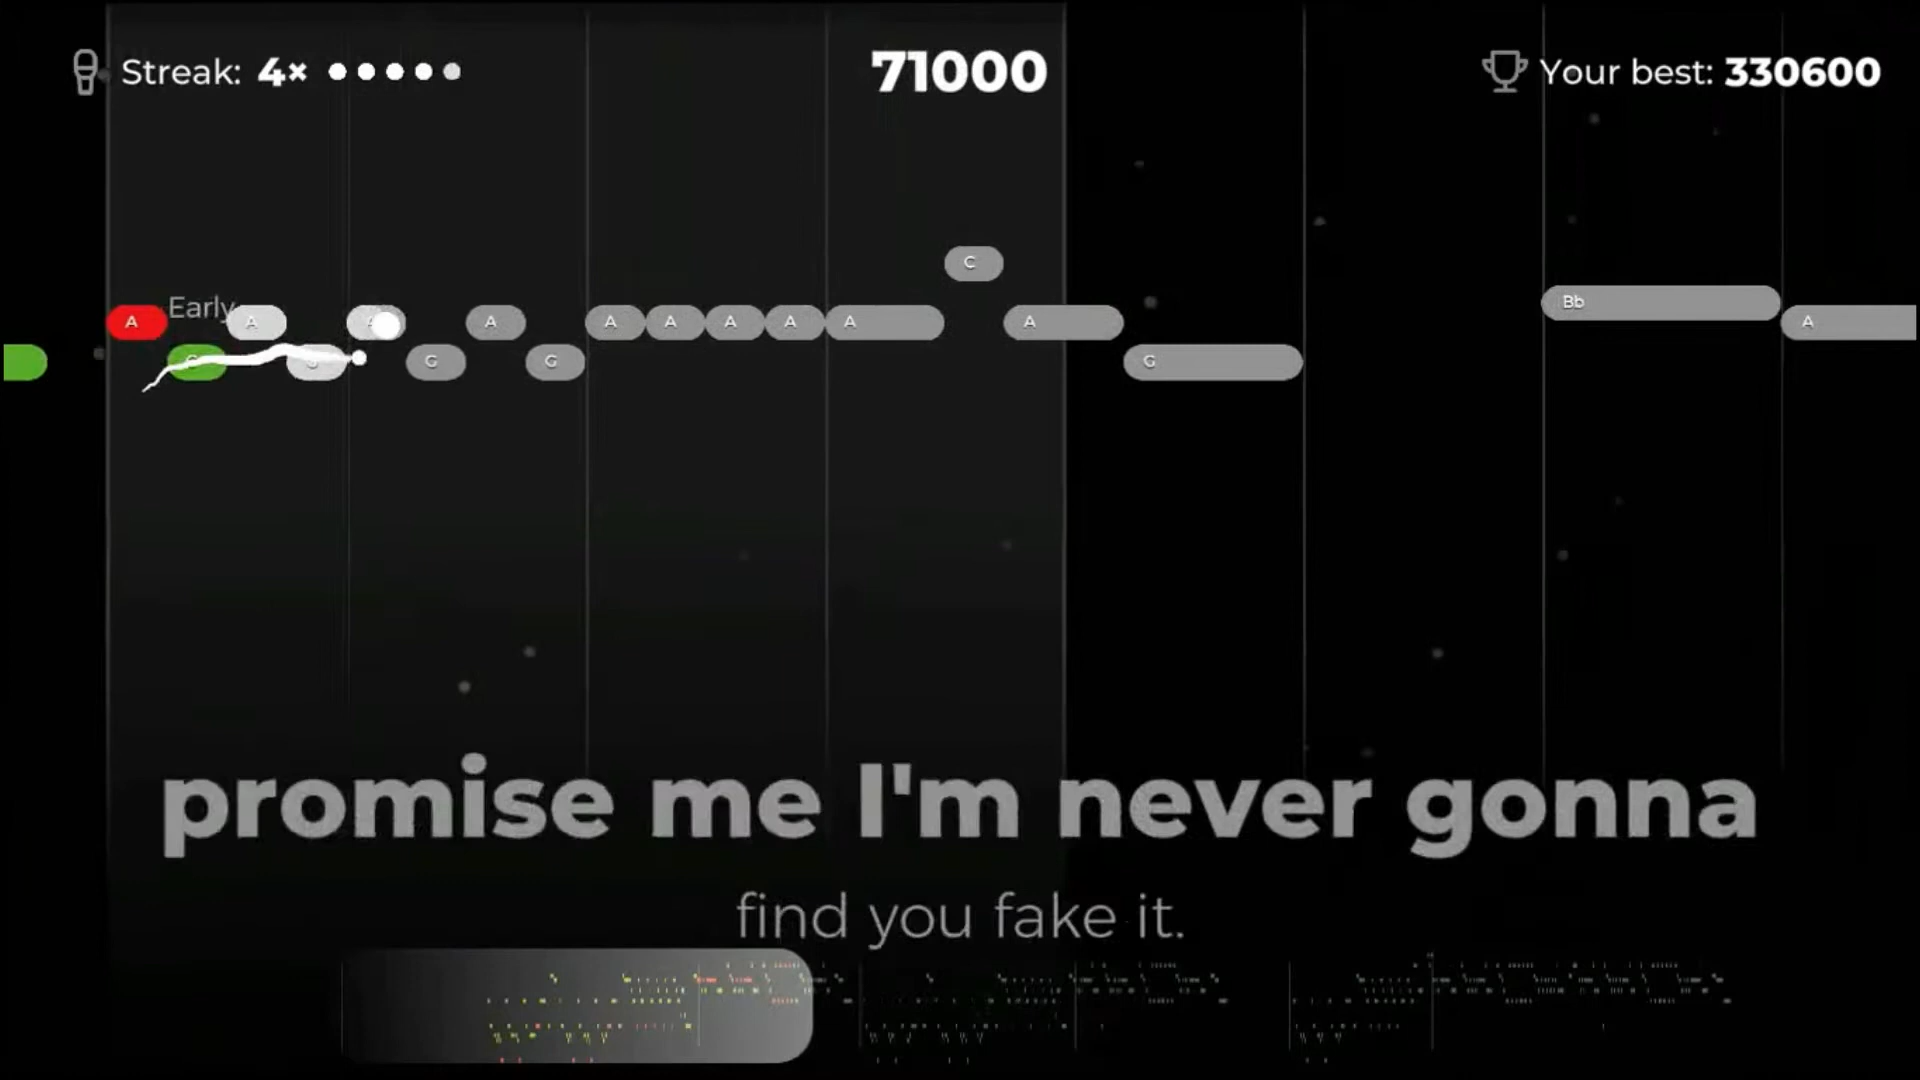 Streak: 4× 71000 Your best: 330600
C
Bb
Early
A A A A A A A A A A A
G G G G
promise me I'm never gonna
find you fake it.